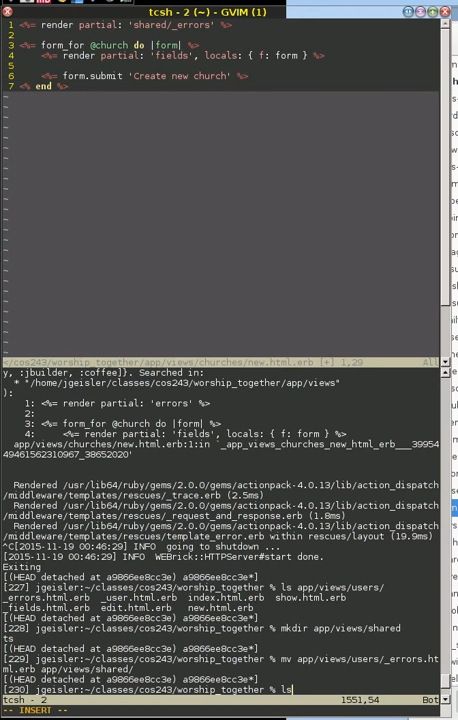 tcsh - 2 (~) - GVIM (1)
1 <%= render partial: 'shared/_errors' %>
2
3 <%= form_for @church do |form| %>
4     <%= render partial: 'fields', locals: { f: form } %>
5
6     <%= form.submit 'Create new church' %>
7 <% end %>
</cos243/worship_together/app/views/churches/new.html.erb [+] 1,29 All
y, :jbuilder, :coffee]}. Searched in:
* "/home/jgeisler/classes/cos243/worship_together/app/views"
):
1: <%= render partial: 'errors' %>
2:
3: <%= form_for @church do |form| %>
4:     <%= render partial: 'fields', locals: { f: form } %>
app/views/churches/new.html.erb:1:in `_app_views_churches_new_html_erb___39954
49461562310967_38652020'
Rendered /usr/lib64/ruby/gems/2.0.0/gems/actionpack-4.0.13/lib/action_dispatch
/middleware/templates/rescues/_trace.erb (2.5ms)
Rendered /usr/lib64/ruby/gems/2.0.0/gems/actionpack-4.0.13/lib/action_dispatch
/middleware/templates/rescues/_request_and_response.erb (1.8ms)
Rendered /usr/lib64/ruby/gems/2.0.0/gems/actionpack-4.0.13/lib/action_dispatch
/middleware/templates/rescues/template_error.erb within rescues/layout (19.9ms)
^C[2015-11-19 00:46:29] INFO  going to shutdown ...
[2015-11-19 00:46:29] INFO  WEBrick::HTTPServer#start done.
Exiting
[(HEAD detached at a9866ee8cc3e) a9866ee8cc3e*]
[227] jgeisler:~/classes/cos243/worship_together % ls app/views/users/
_errors.html.erb  _user.html.erb  index.html.erb  show.html.erb
_fields.html.erb  edit.html.erb  new.html.erb
[(HEAD detached at a9866ee8cc3e) a9866ee8cc3e*]
[228] jgeisler:~/classes/cos243/worship_together % mkdir app/views/shared
ts
[(HEAD detached at a9866ee8cc3e) a9866ee8cc3e*]
[229] jgeisler:~/classes/cos243/worship_together % mv app/views/users/_errors.ht
ml.erb app/views/shared/
[(HEAD detached at a9866ee8cc3e) a9866ee8cc3e*]
[230] jgeisler:~/classes/cos243/worship_together % ls
tcsh - 2 1551,54 Bot
-- INSERT --